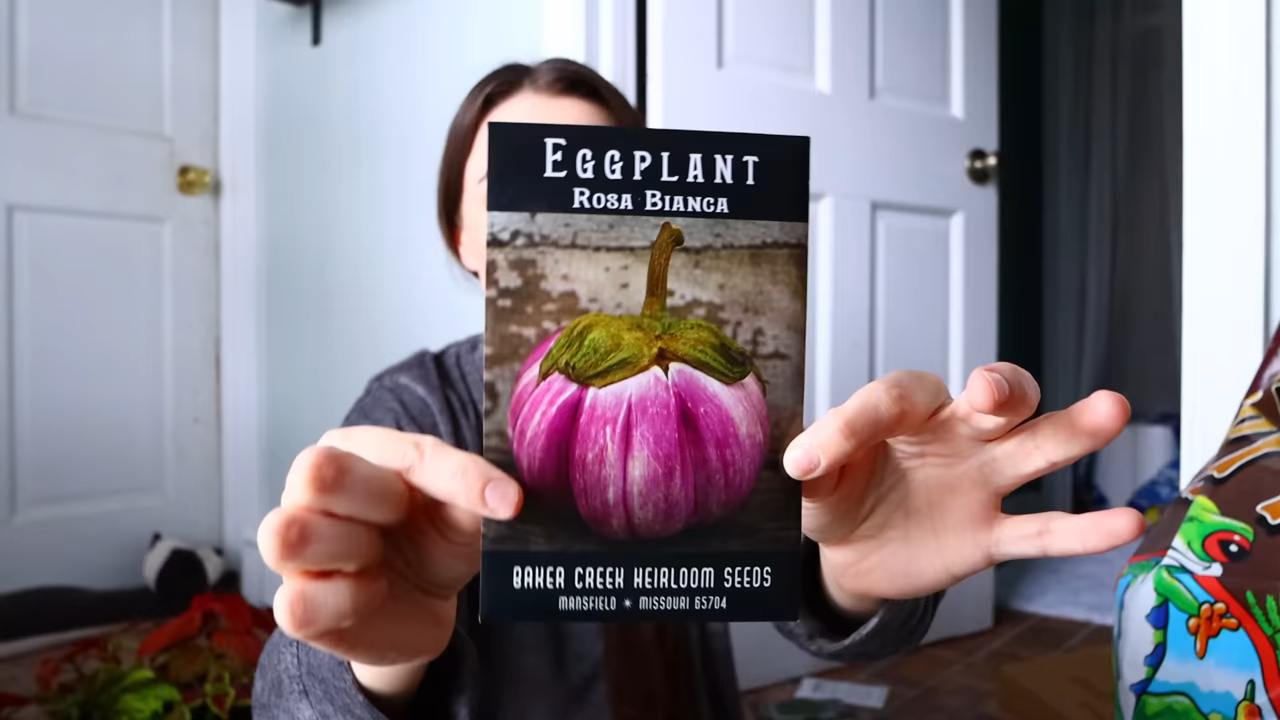 EGGPLANT
ROSA BIANCA
BAKER CREEK HEIRLOOM SEEDS
MANSFIELD ✷ MISSOURI 65704